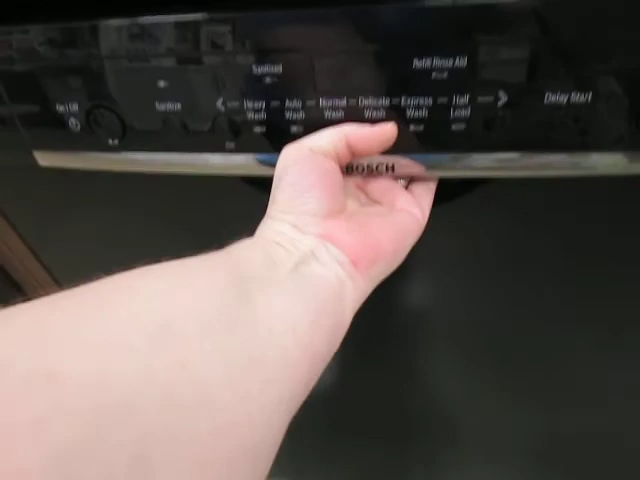 Sanitized
Refill Rinse Aid
Sanitize
Heavy Wash
Auto Wash
Normal Wash
Delicate Wash
Express Wash
Half Load
Delay Start
BOSCH